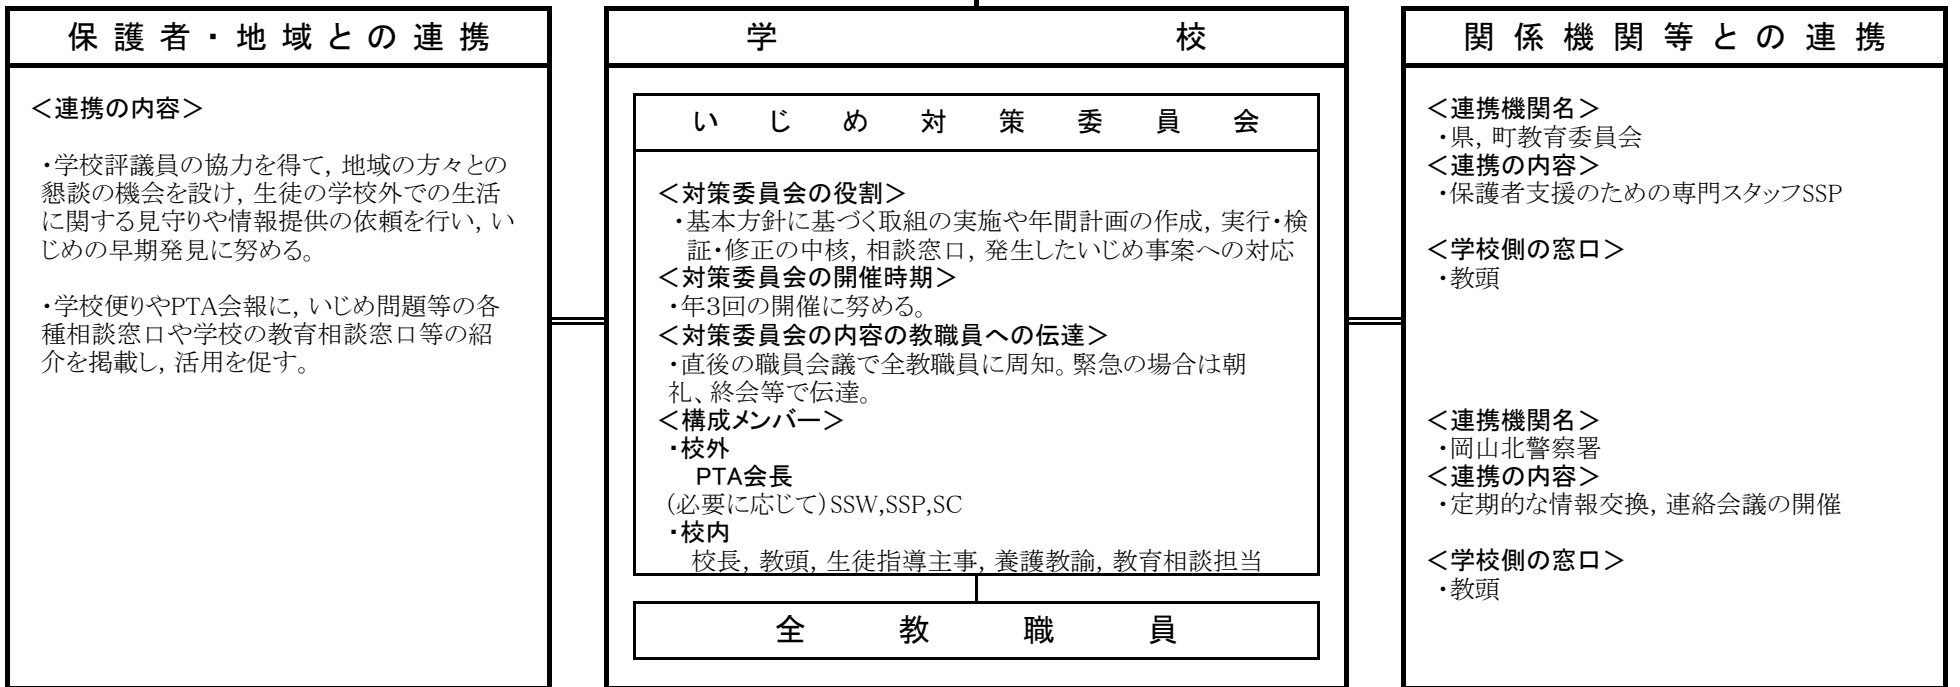 保護者・地域との連携
＜連携の内容＞
・学校評議員の協力を得て，地域の方々との
懇談の機会を設け，生徒の学校外での生活
に関する見守りや情報提供の依頼を行い，い
じめの早期発見に努める。
・学校便りやPTA会報に，いじめ問題等の各
種相談窓口や学校の教育相談窓口等の紹
介を掲載し，活用を促す。
学校
いじめ対策委員会
＜対策委員会の役割＞
・基本方針に基づく取組の実施や年間計画の作成，実行・検
証・修正の中核，相談窓口，発生したいじめ事案への対応
＜対策委員会の開催時期＞
・年３回の開催に努める。
＜対策委員会の内容の教職員への伝達＞
・直後の職員会議で全教職員に周知。緊急の場合は朝
礼、終会等で伝達。
＜構成メンバー＞
・校外
PTA会長
（必要に応じて）SSW,SSP,SC
・校内
校長，教頭，生徒指導主事，養護教諭，教育相談担当
全教職員
関係機関等との連携
＜連携機関名＞
・県，町教育委員会
＜連携の内容＞
・保護者支援のための専門スタッフSSP
＜学校側の窓口＞
・教頭
＜連携機関名＞
・岡山北警察署
＜連携の内容＞
・定期的な情報交換，連絡会議の開催
＜学校側の窓口＞
・教頭